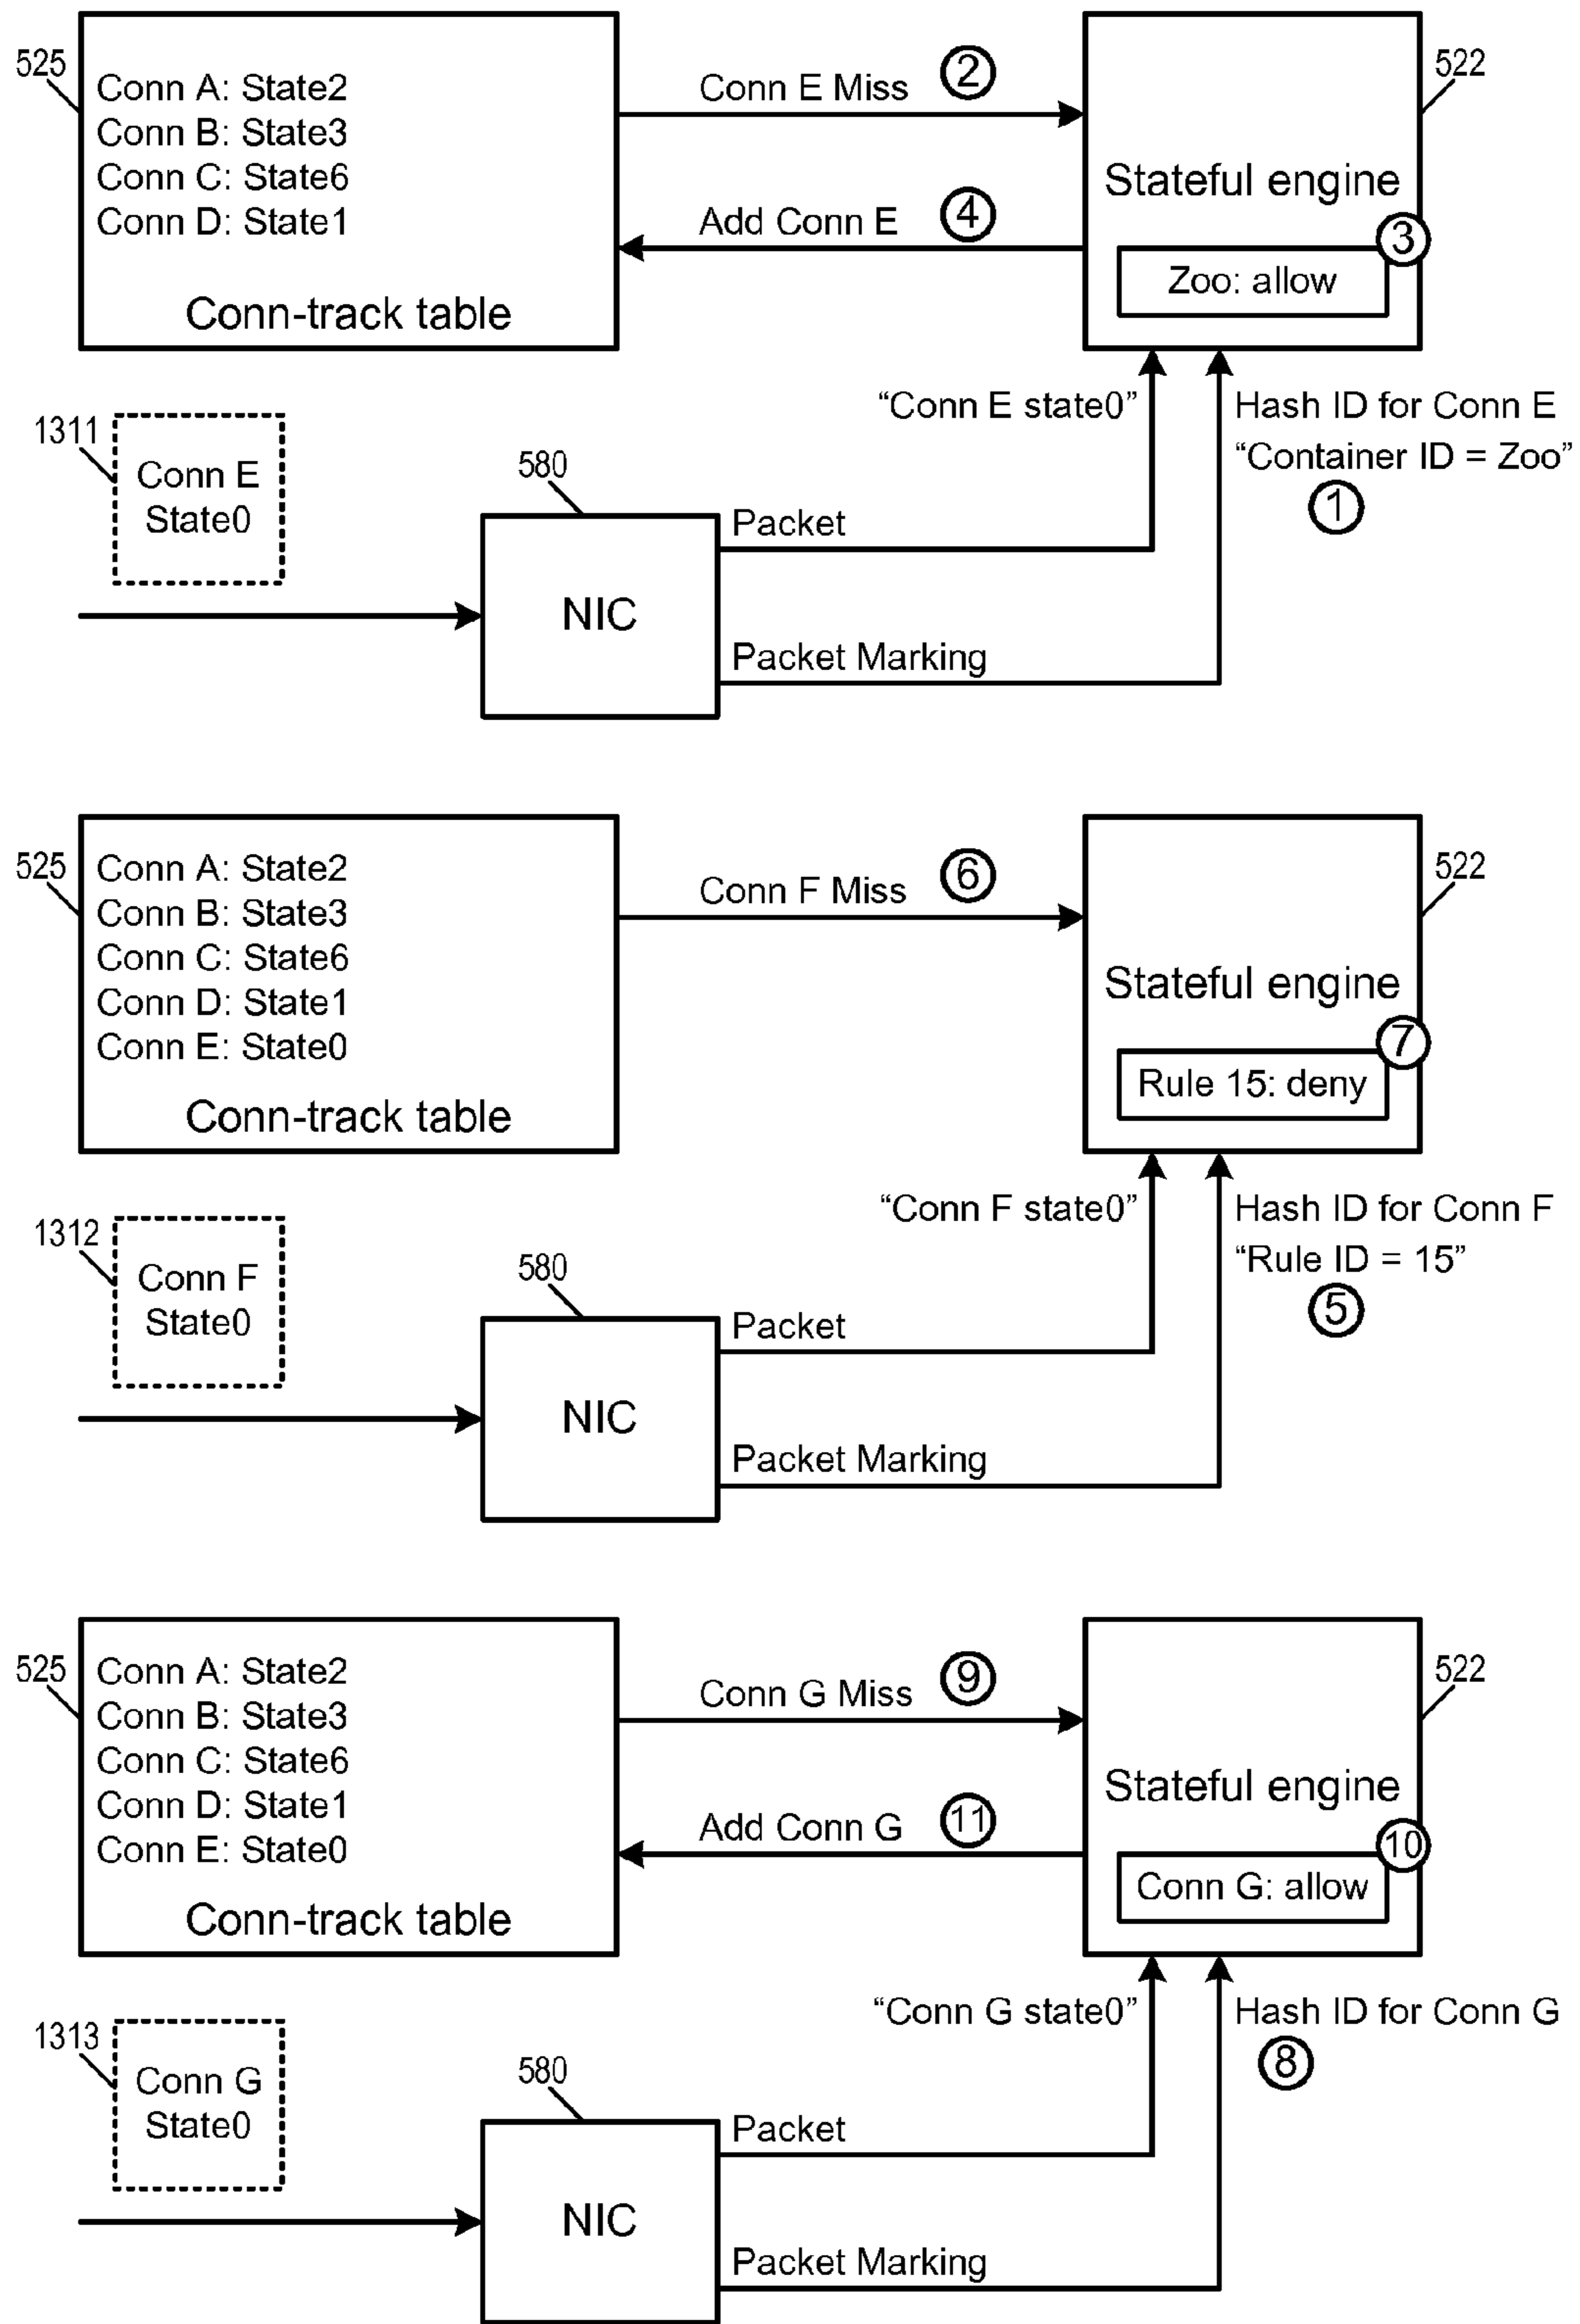 525
Conn A: State2
Conn B: State3
Conn C: State6
Conn D: State1
Conn-track table
Conn E Miss ②
Add Conn E ④
522
Stateful engine
③
Zoo: allow
"Conn E state0"
Hash ID for Conn E
"Container ID = Zoo"
①
1311
Conn E
State0
580
NIC
Packet
Packet Marking
525
Conn A: State2
Conn B: State3
Conn C: State6
Conn D: State1
Conn E: State0
Conn-track table
Conn F Miss ⑥
522
Stateful engine
⑦
Rule 15: deny
"Conn F state0"
Hash ID for Conn F
"Rule ID = 15"
⑤
1312
Conn F
State0
580
NIC
Packet
Packet Marking
525
Conn A: State2
Conn B: State3
Conn C: State6
Conn D: State1
Conn E: State0
Conn-track table
Conn G Miss ⑨
Add Conn G ⑪
522
Stateful engine
⑩
Conn G: allow
"Conn G state0"
Hash ID for Conn G
⑧
1313
Conn G
State0
580
NIC
Packet
Packet Marking